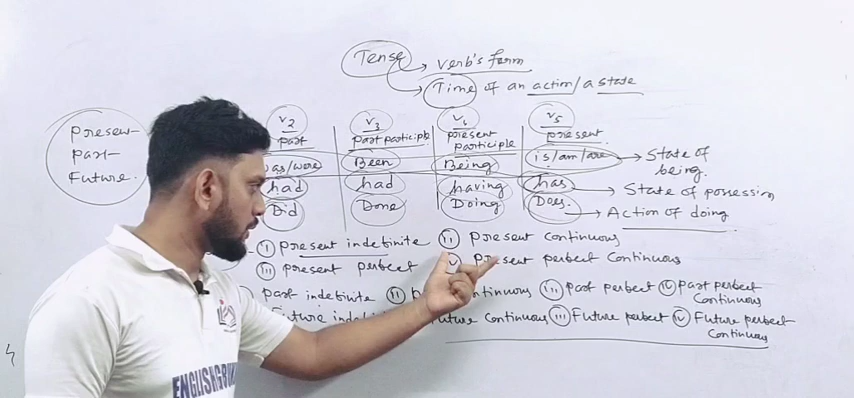 Tense → verb's form
Time of an action/a state
Present
Past
Future.
V2 V3 V4 V5
past past participle present participle present
was/were Been Being is/am/are → State of being.
had had having has → State of possession
Did Done Doing Does. → Action of doing
i present indefinite ii present continuous
iii present perfect present perfect continuous
past indefinite ii continuous iii past perfect iv past perfect continuous
Future continuous iii Future perfect iv Future perfect continuous